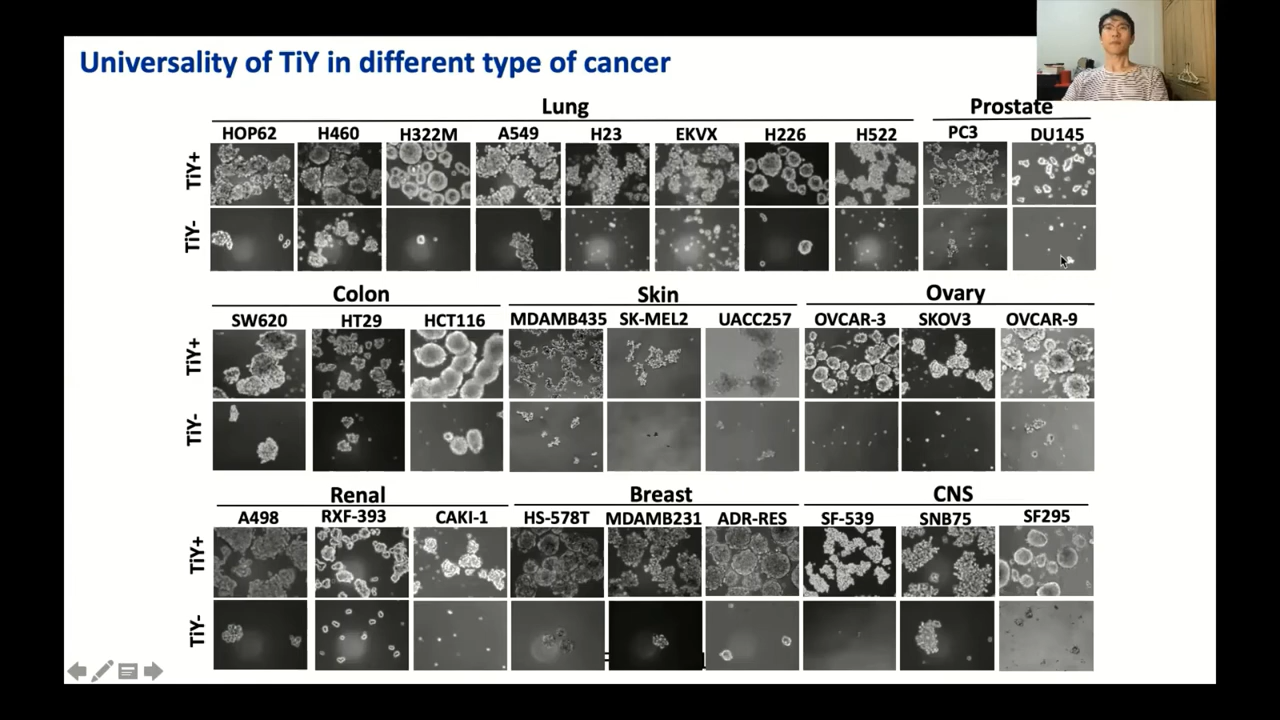 Universality of TiY in different type of cancer
Lung
Prostate
HOP62 H460 H322M A549 H23 EKVX H226 H522 PC3 DU145
TiY+
TiY-
Colon
Skin
Ovary
SW620 HT29 HCT116 MDAMB435 SK-MEL2 UACC257 OVCAR-3 SKOV3 OVCAR-9
TiY+
TiY-
Renal
Breast
CNS
A498 RXF-393 CAKI-1 HS-578T MDAMB231 ADR-RES SF-539 SNB75 SF295
TiY+
TiY-